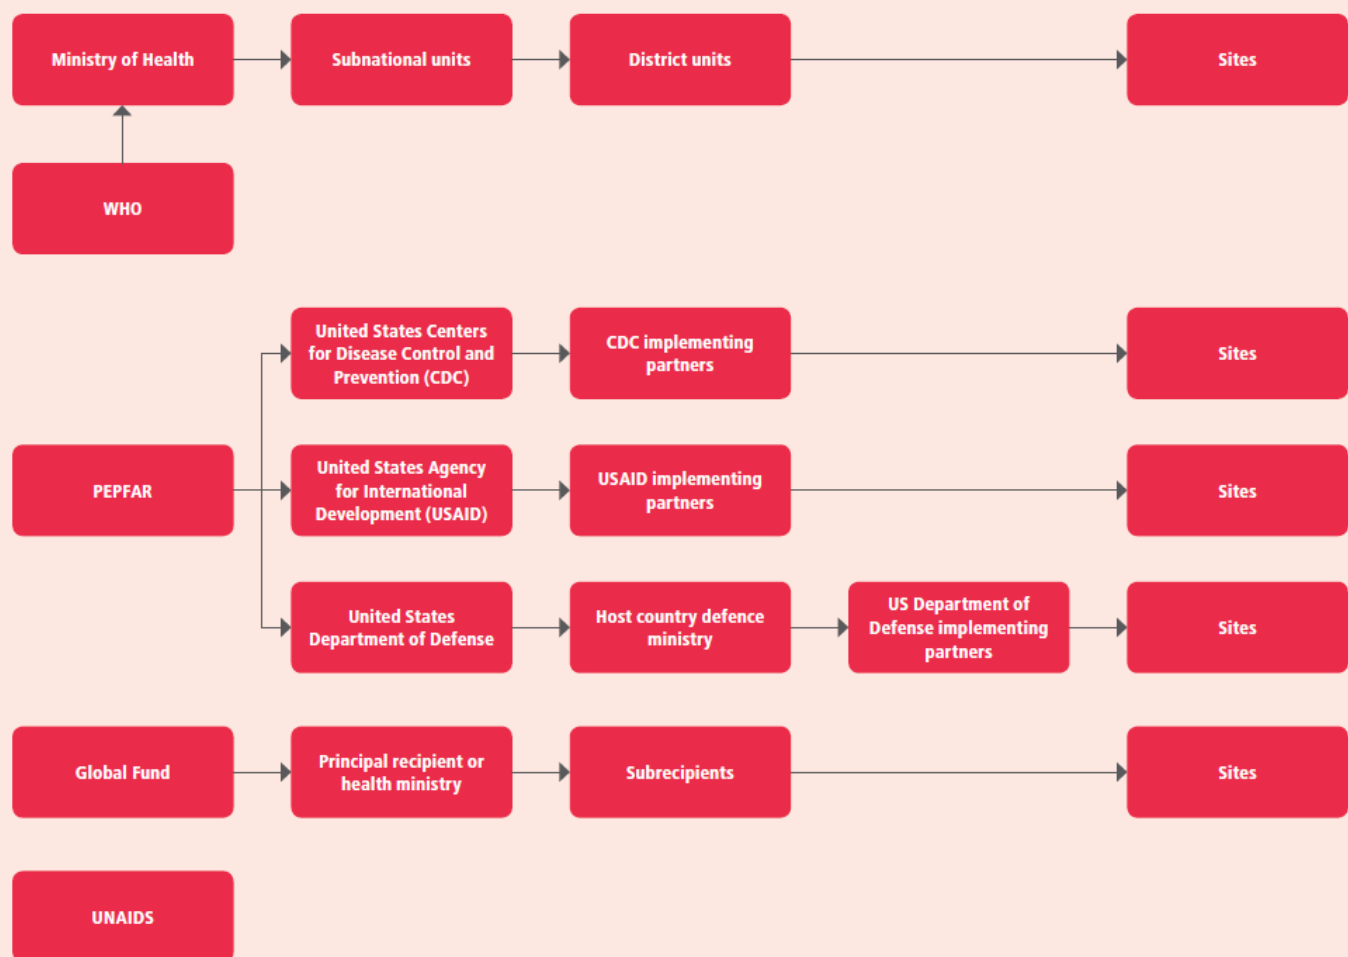 Ministry of Health
Subnational units
District units
Sites
WHO
United States Centers
for Disease Control and
Prevention (CDC)
CDC implementing
partners
Sites
PEPFAR
United States Agency
for International
Development (USAID)
USAID implementing
partners
Sites
United States
Department of Defense
Host country defence
ministry
US Department of
Defense implementing
partners
Sites
Global Fund
Principal recipient or
health ministry
Subrecipients
Sites
UNAIDS